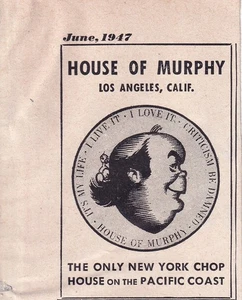 June, 1947
HOUSE OF MURPHY
LOS ANGELES, CALIF.
IT'S MY LIFE · I LIVE IT · I LOVE IT · CRITICISM BE DAMNED
· HOUSE OF MURPHY ·
THE ONLY NEW YORK CHOP
HOUSE ON THE PACIFIC COAST